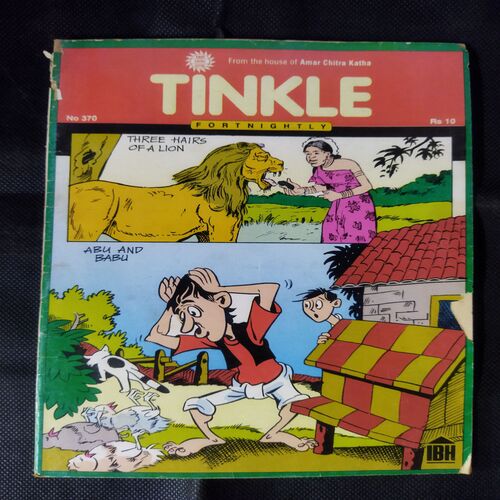 From the house of Amar Chitra Katha
TINKLE
No 370
FORTNIGHTLY
Rs 10
THREE HAIRS
OF A LION
ABU AND
BABU
IBH